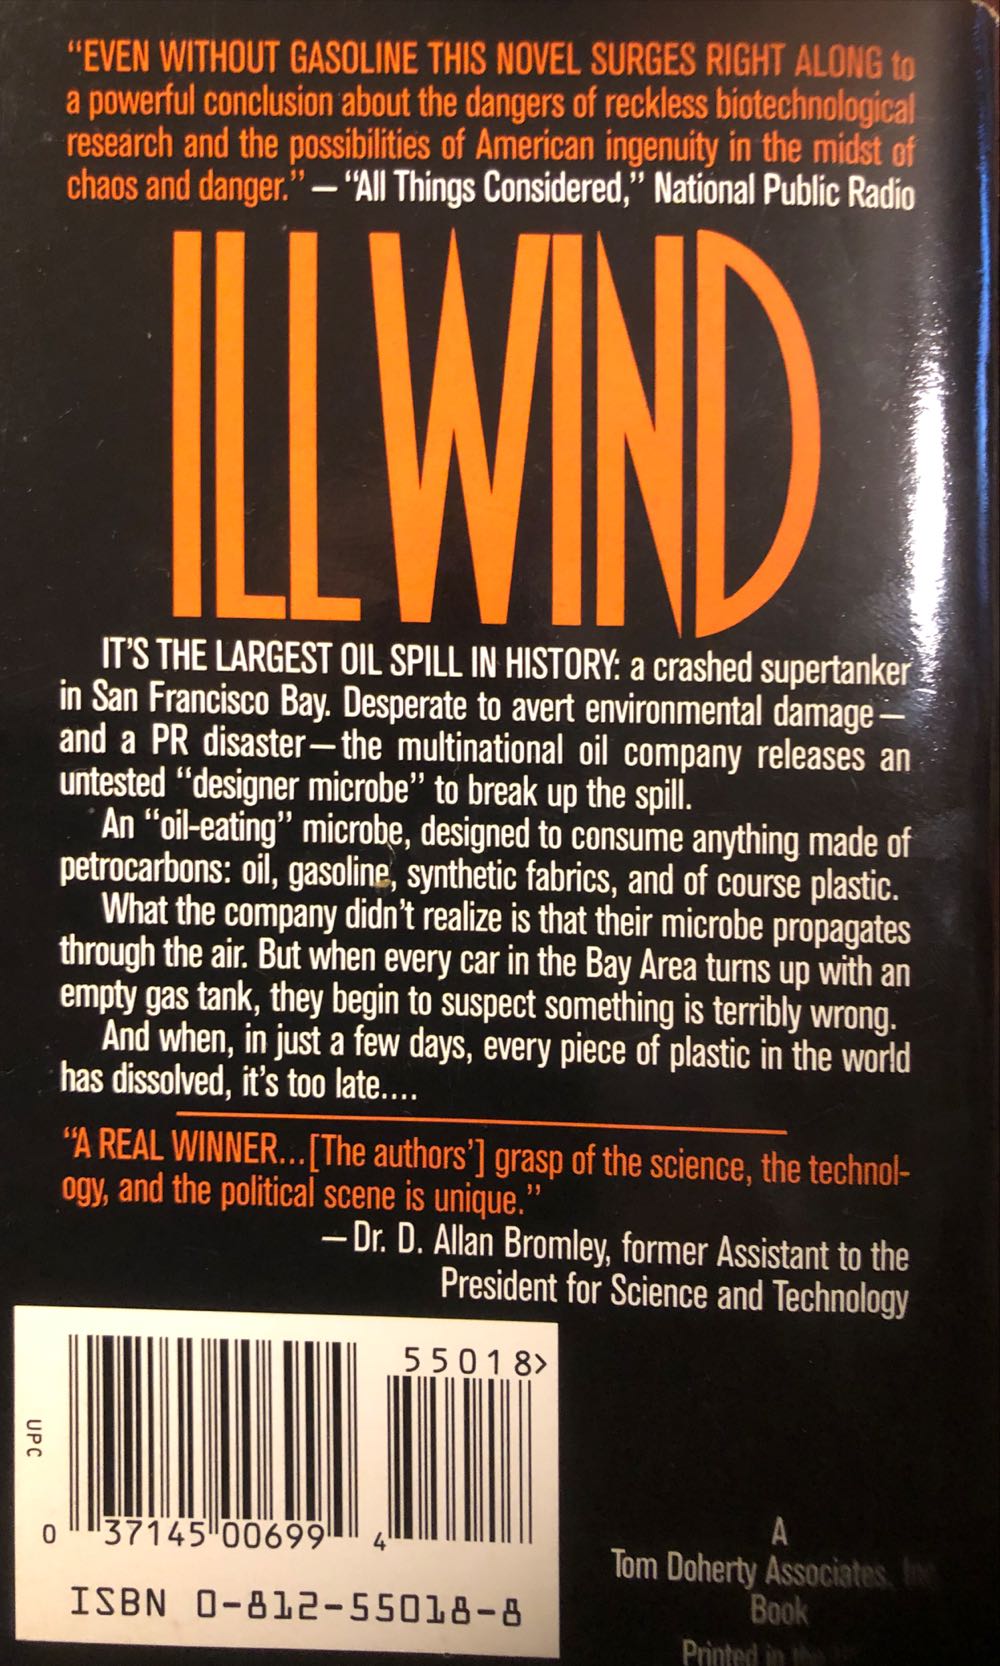 “EVEN WITHOUT GASOLINE THIS NOVEL SURGES RIGHT ALONG to
a powerful conclusion about the dangers of reckless biotechnological
research and the possibilities of American ingenuity in the midst of
chaos and danger.” — “All Things Considered,” National Public Radio
ILL WIND
IT'S THE LARGEST OIL SPILL IN HISTORY: a crashed supertanker
in San Francisco Bay. Desperate to avert environmental damage—
and a PR disaster—the multinational oil company releases an
untested “designer microbe” to break up the spill.
An “oil-eating” microbe, designed to consume anything made of
petrocarbons: oil, gasoline, synthetic fabrics, and of course plastic.
What the company didn't realize is that their microbe propagates
through the air. But when every car in the Bay Area turns up with an
empty gas tank, they begin to suspect something is terribly wrong.
And when, in just a few days, every piece of plastic in the world
has dissolved, it's too late....
“A REAL WINNER...[The authors'] grasp of the science, the technol-
ogy, and the political scene is unique.”
—Dr. D. Allan Bromley, former Assistant to the
President for Science and Technology
55018>
UPC
0 37145 00699 4
ISBN 0-812-55018-8
A
Tom Doherty Associates, Inc.
Book
Printed in the